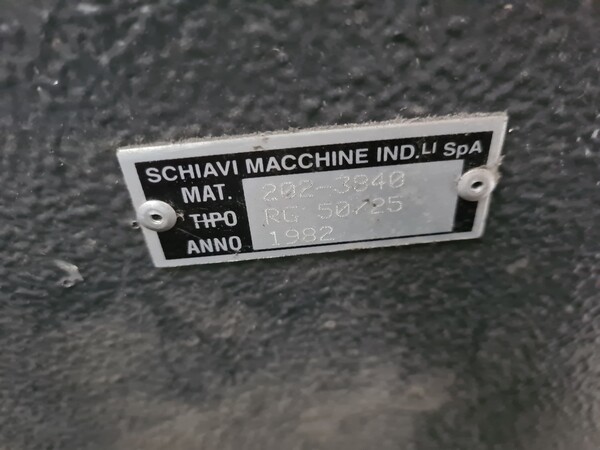 SCHIAVI MACCHINE IND.LI SpA
MAT. 202-3840
TIPO RG 50/25
ANNO 1982